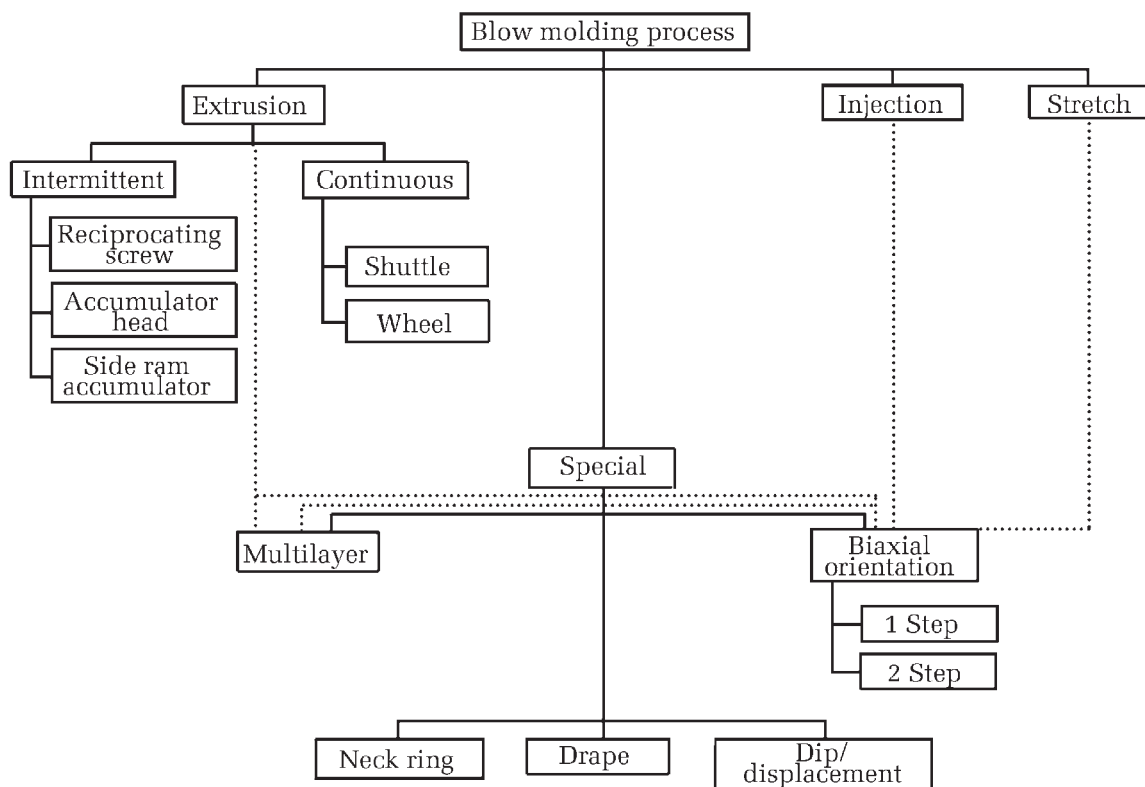 Blow molding process
Extrusion
Injection
Stretch
Intermittent
Continuous
Reciprocating
screw
Shuttle
Accumulator
head
Wheel
Side ram
accumulator
Special
Multilayer
Biaxial
orientation
1 Step
2 Step
Neck ring
Drape
Dip/
displacement